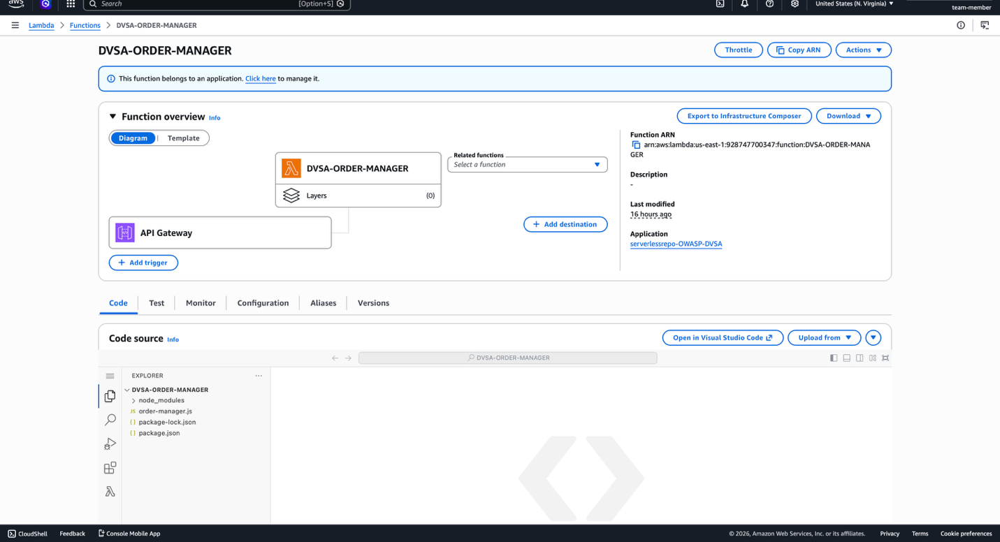 aws
Search [Option+S]
United States (N. Virginia) ▼
team-member
Lambda > Functions > DVSA-ORDER-MANAGER
DVSA-ORDER-MANAGER
Throttle
Copy ARN
Actions ▼
This function belongs to an application. Click here to manage it.
Function overview Info
Export to Infrastructure Composer
Download ▼
Diagram | Template
Function ARN
arn:aws:lambda:us-east-1:928747700347:function:DVSA-ORDER-MANA
GER
DVSA-ORDER-MANAGER
Related functions
Select a function
Layers (0)
Description
-
API Gateway
Add destination
Last modified
16 hours ago
Application
serverlessrepo-OWASP-DVSA
+ Add trigger
Code
Test
Monitor
Configuration
Aliases
Versions
Code source Info
Open in Visual Studio Code
Upload from ▼
DVSA-ORDER-MANAGER
EXPLORER ...
DVSA-ORDER-MANAGER
node_modules
JS order-manager.js
{ } package-lock.json
{ } package.json
CloudShell
Feedback
Console Mobile App
© 2026, Amazon Web Services, Inc. or its affiliates.
Privacy
Terms
Cookie preferences